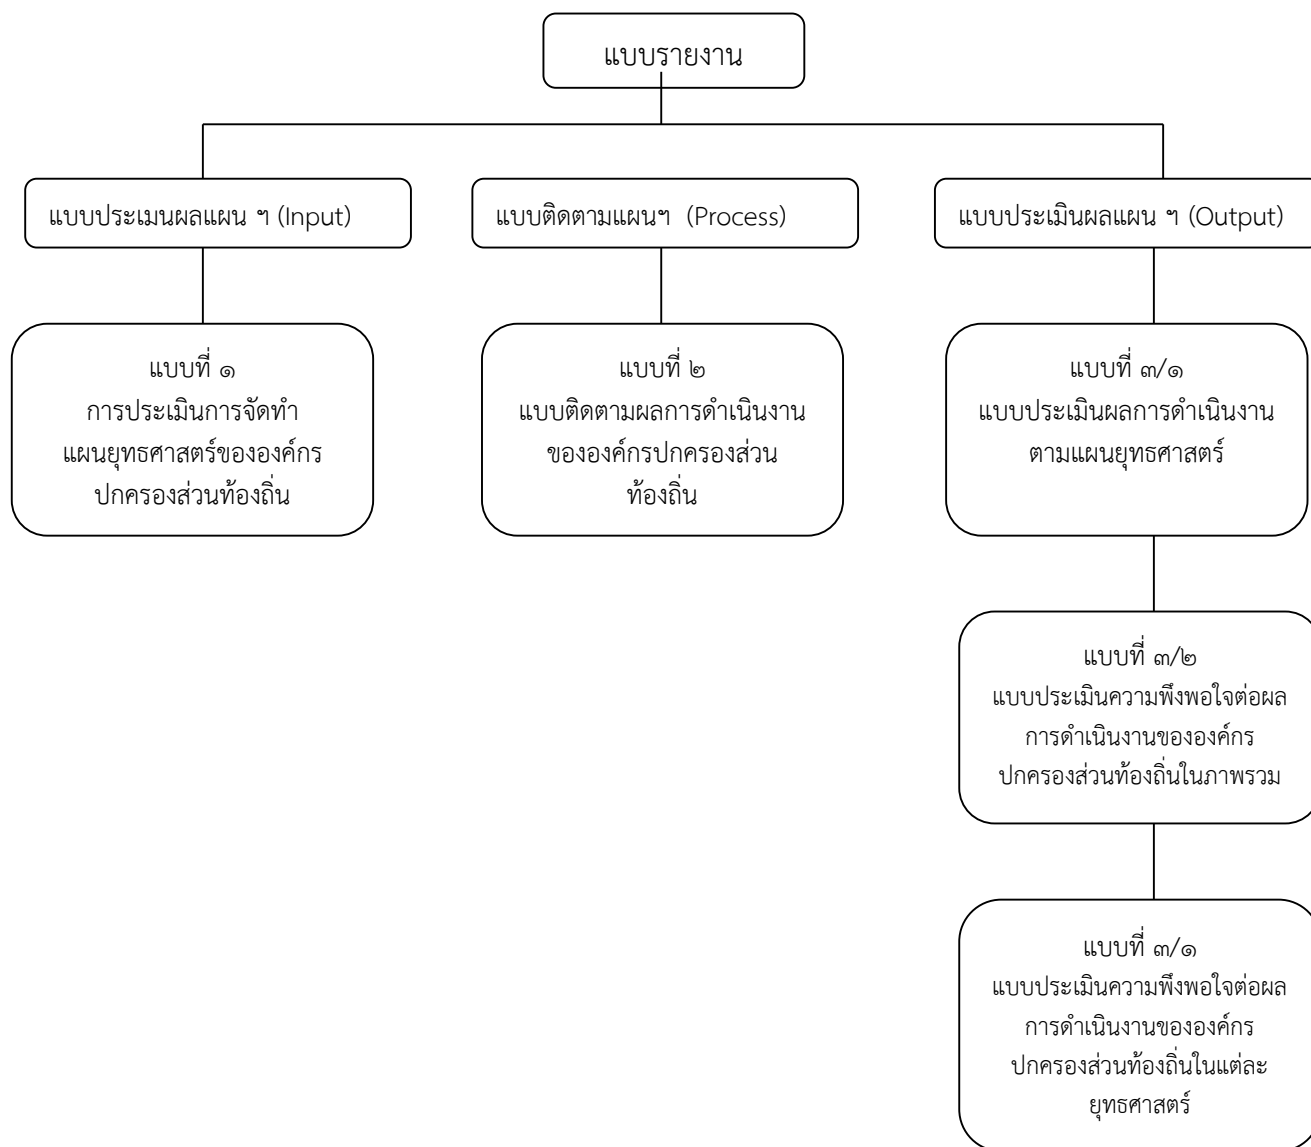 แบบรายงาน
แบบประเมนผลแผน ฯ (Input)
แบบติดตามแผนฯ (Process)
แบบประเมินผลแผน ฯ (Output)
แบบที่ ๑
การประเมินการจัดทำ
แผนยุทธศาสตร์ขององค์กร
ปกครองส่วนท้องถิ่น
แบบที่ ๒
แบบติดตามผลการดำเนินงาน
ขององค์กรปกครองส่วน
ท้องถิ่น
แบบที่ ๓/๑
แบบประเมินผลการดำเนินงาน
ตามแผนยุทธศาสตร์
แบบที่ ๓/๒
แบบประเมินความพึงพอใจต่อผล
การดำเนินงานขององค์กร
ปกครองส่วนท้องถิ่นในภาพรวม
แบบที่ ๓/๑
แบบประเมินความพึงพอใจต่อผล
การดำเนินงานขององค์กร
ปกครองส่วนท้องถิ่นในแต่ละ
ยุทธศาสตร์